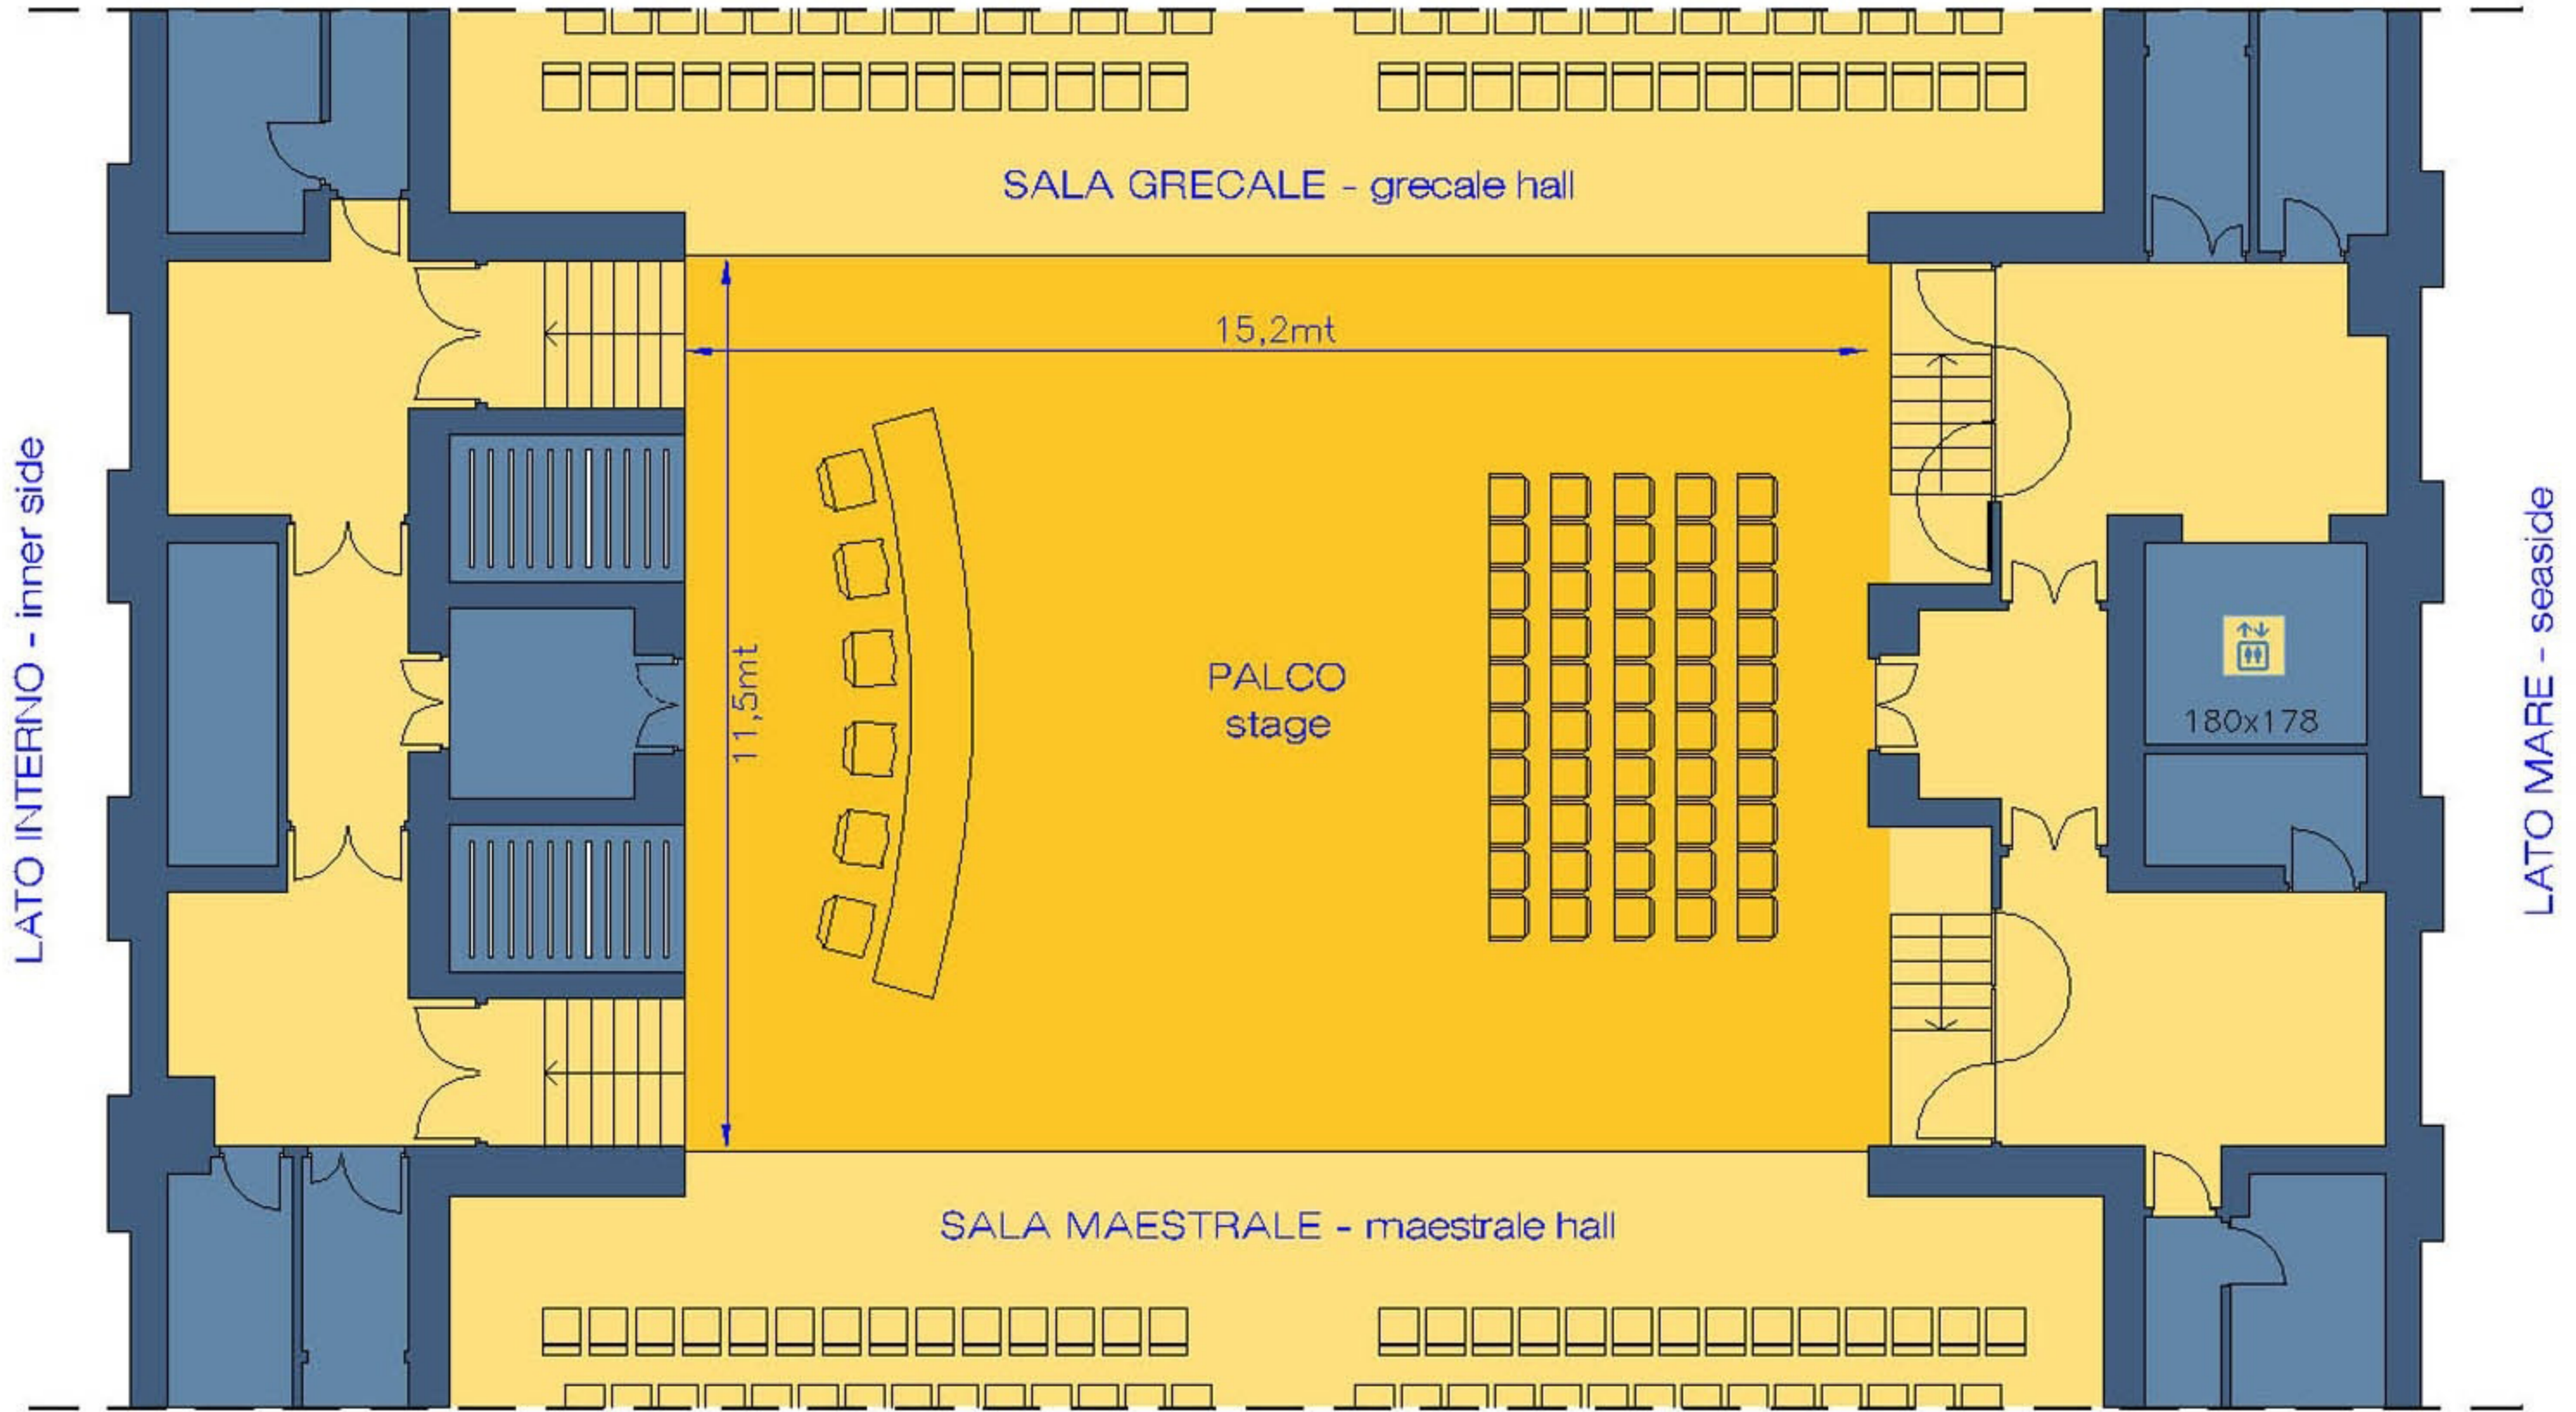 SALA GRECALE - grecale hall
15,2mt
LATO INTERNO - inner side
11,5mt
PALCO
stage
180x178
LATO MARE - seaside
SALA MAESTRALE - maestrale hall